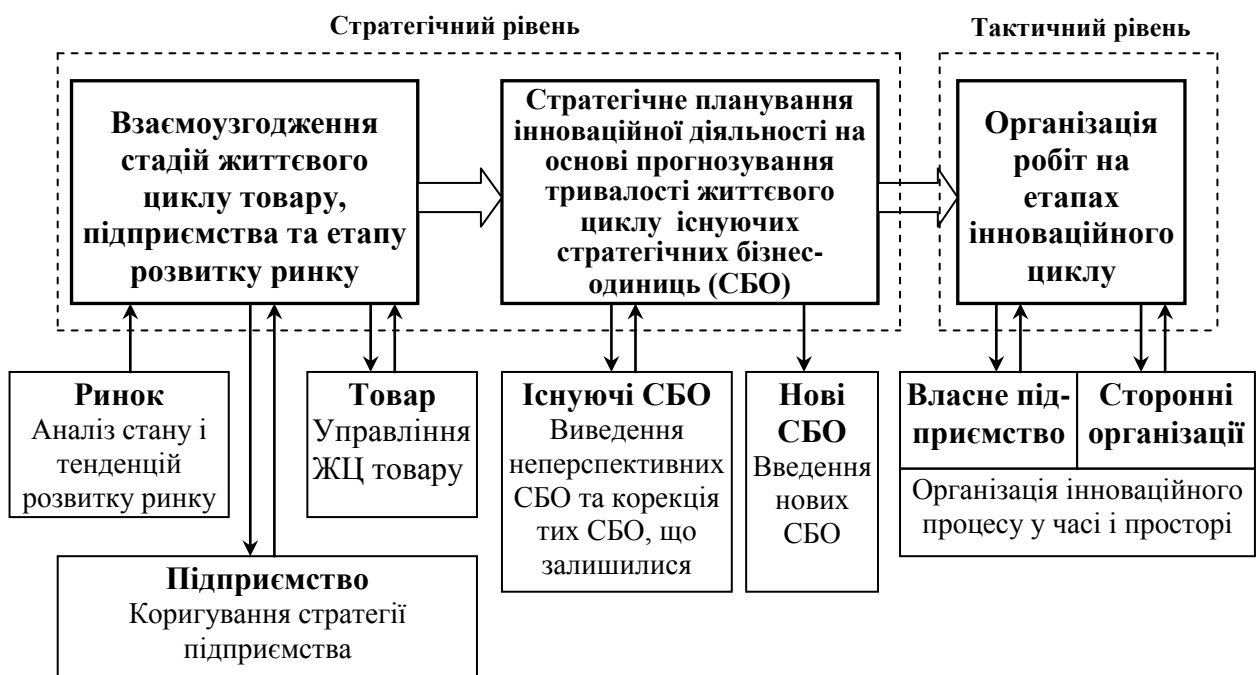 Стратегічний рівень
Тактичний рівень
Взаємоузгодження
стадій життєвого
циклу товару,
підприємства та етапу
розвитку ринку
Стратегічне планування
інноваційної діяльності на
основі прогнозування
тривалості життєвого
циклу існуючих
стратегічних бізнес-
одиниць (СБО)
Організація
робіт на
етапах
інноваційного
циклу
Ринок
Аналіз стану і
тенденцій
розвитку ринку
Товар
Управління
ЖЦ товару
Існуючі СБО
Виведення
неперспективних
СБО та корекція
тих СБО, що
залишилися
Нові
СБО
Введення
нових
СБО
Власне під-
приємство
Сторонні
організації
Організація інноваційного
процесу у часі і просторі
Підприємство
Коригування стратегії
підприємства